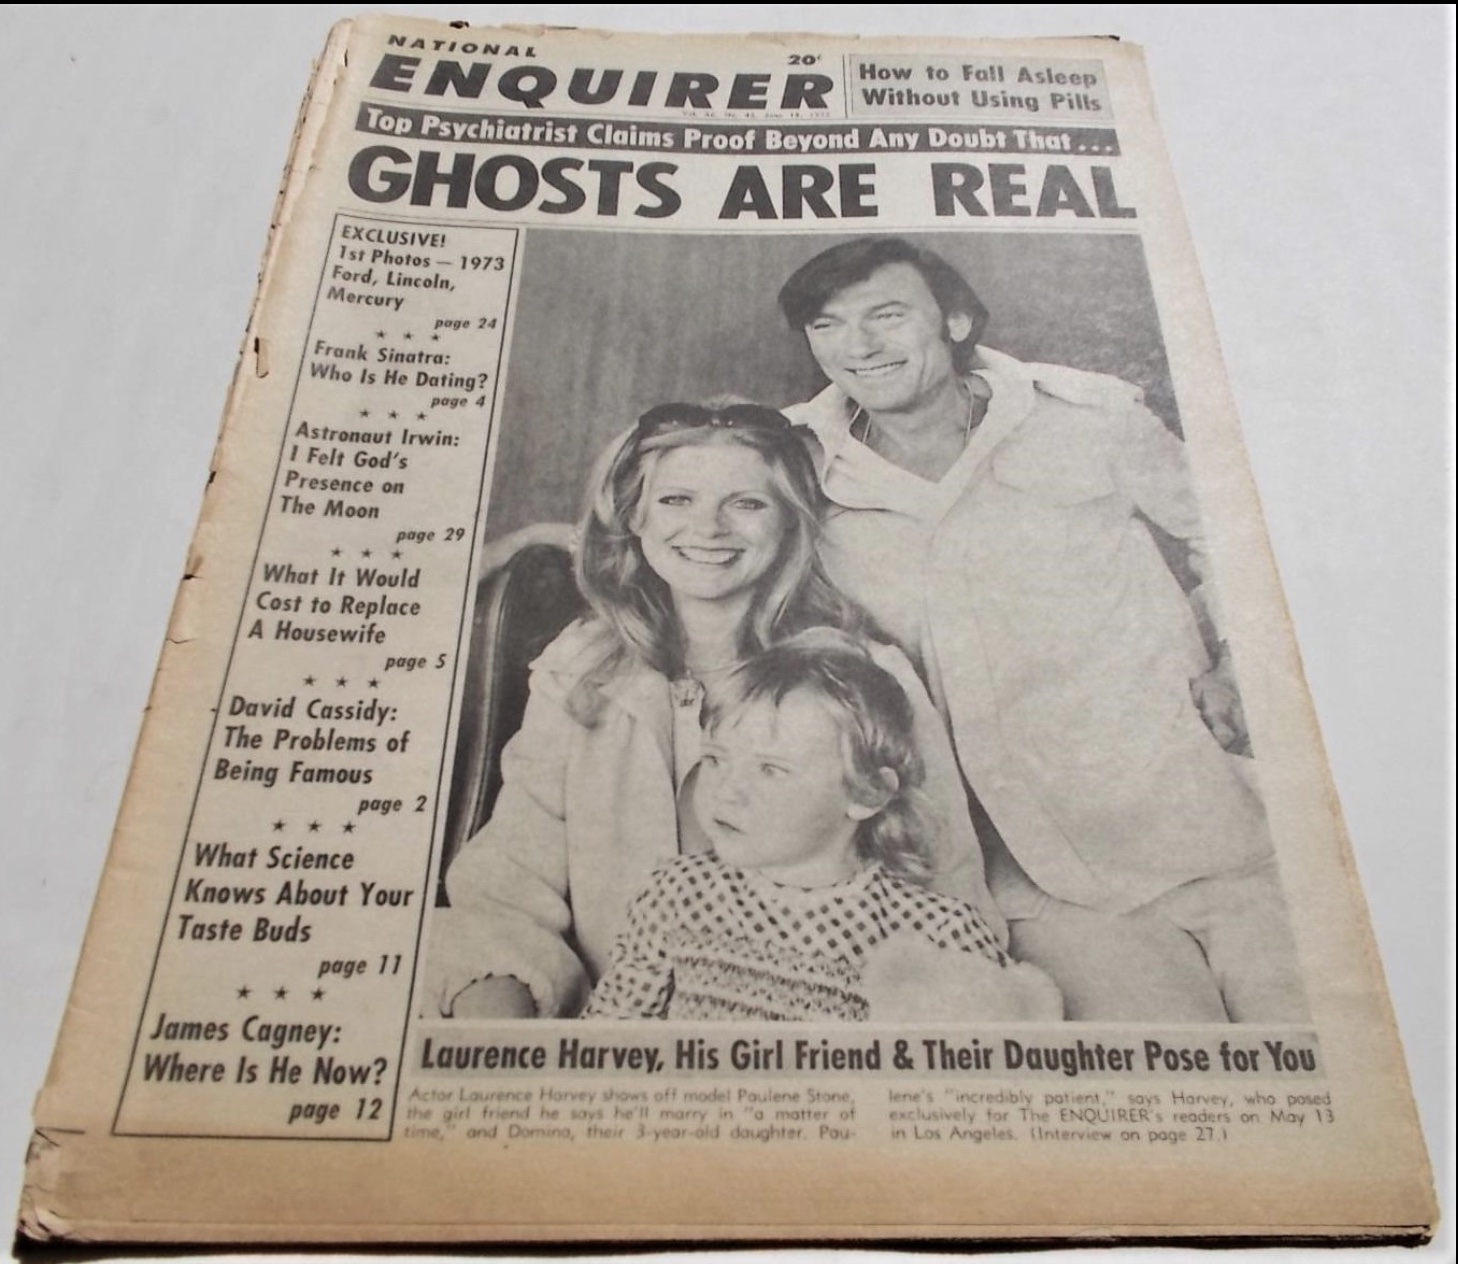 NATIONAL
ENQUIRER
20¢
How to Fall Asleep
Without Using Pills
Top Psychiatrist Claims Proof Beyond Any Doubt That...
GHOSTS ARE REAL
EXCLUSIVE!
1st Photos — 1973
Ford, Lincoln,
Mercury
page 24
★ ★ ★
Frank Sinatra:
Who Is He Dating?
page 4
★ ★ ★
Astronaut Irwin:
I Felt God's
Presence on
The Moon
page 29
★ ★ ★
What It Would
Cost to Replace
A Housewife
page 5
★ ★ ★
David Cassidy:
The Problems of
Being Famous
page 2
★ ★ ★
What Science
Knows About Your
Taste Buds
page 11
★ ★ ★
James Cagney:
Where Is He Now?
page 12
Laurence Harvey, His Girl Friend & Their Daughter Pose for You
Actor Laurence Harvey shows off model Paulene Stone,
the girl friend he says he'll marry in "a matter of
time," and Domino, their 3-year-old daughter. Pau-
lene's "incredibly patient," says Harvey, who posed
exclusively for The ENQUIRER's readers on May 13
in Los Angeles. (Interview on page 27.)